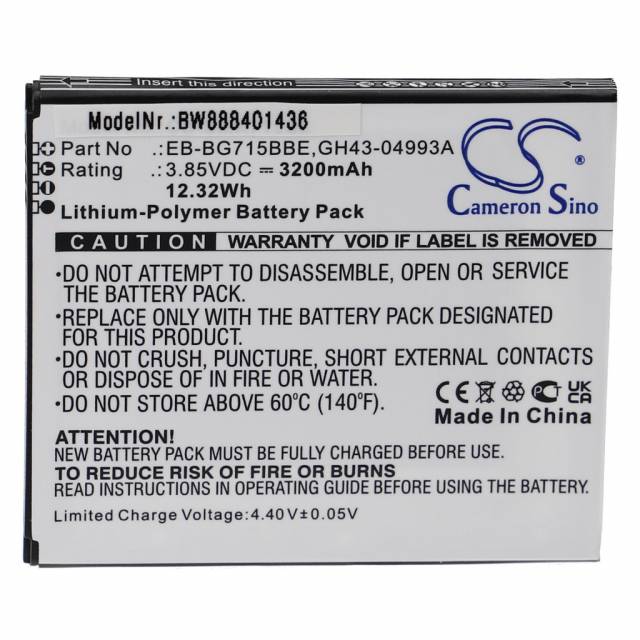 Insert this direction
ModelNr.:BW888401436
Part No :EB-BG715BBE,GH43-04993A
Rating :3.85VDC ⎓ 3200mAh
12.32Wh
Lithium-Polymer Battery Pack
CS
Cameron Sino
CAUTION WARRANTY VOID IF LABEL IS REMOVED
•DO NOT ATTEMPT TO DISASSEMBLE, OPEN OR SERVICE
THE BATTERY PACK.
•REPLACE ONLY WITH THE BATTERY PACK SPECIFIED
FOR THIS PRODUCT.
•DO NOT CRUSH, PUNCTURE, SHORT EXTERNAL CONTACTS
OR DISPOSE IN FIRE OR WATER.
•DO NOT STORE ABOVE 60°C (140°F).
CE PCT UK CA
Made In China
ATTENTION!
NEW BATTERY PACK MUST BE FULLY CHARGED BEFORE USE.
TO REDUCE RISK OF FIRE OR BURNS
READ INSTRUCTIONS IN OPERATING GUIDE BEFORE USING BATTERY PACK.
Limited Charge Voltage:4.40V±0.05V